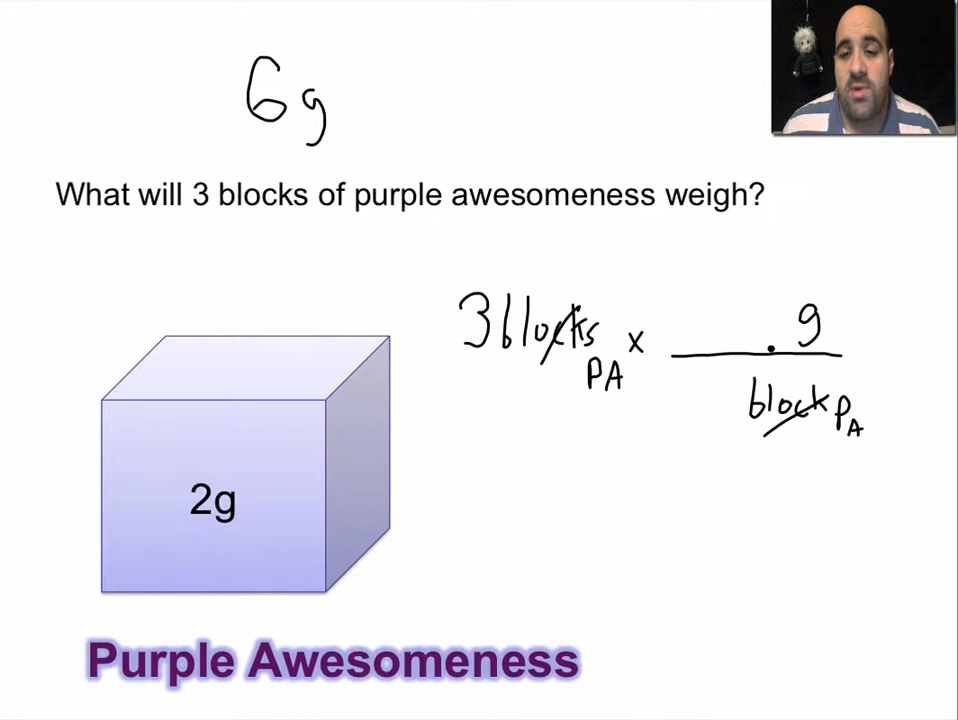 6g
What will 3 blocks of purple awesomeness weigh?
3 blocks PA x g
block PA
2g
Purple Awesomeness